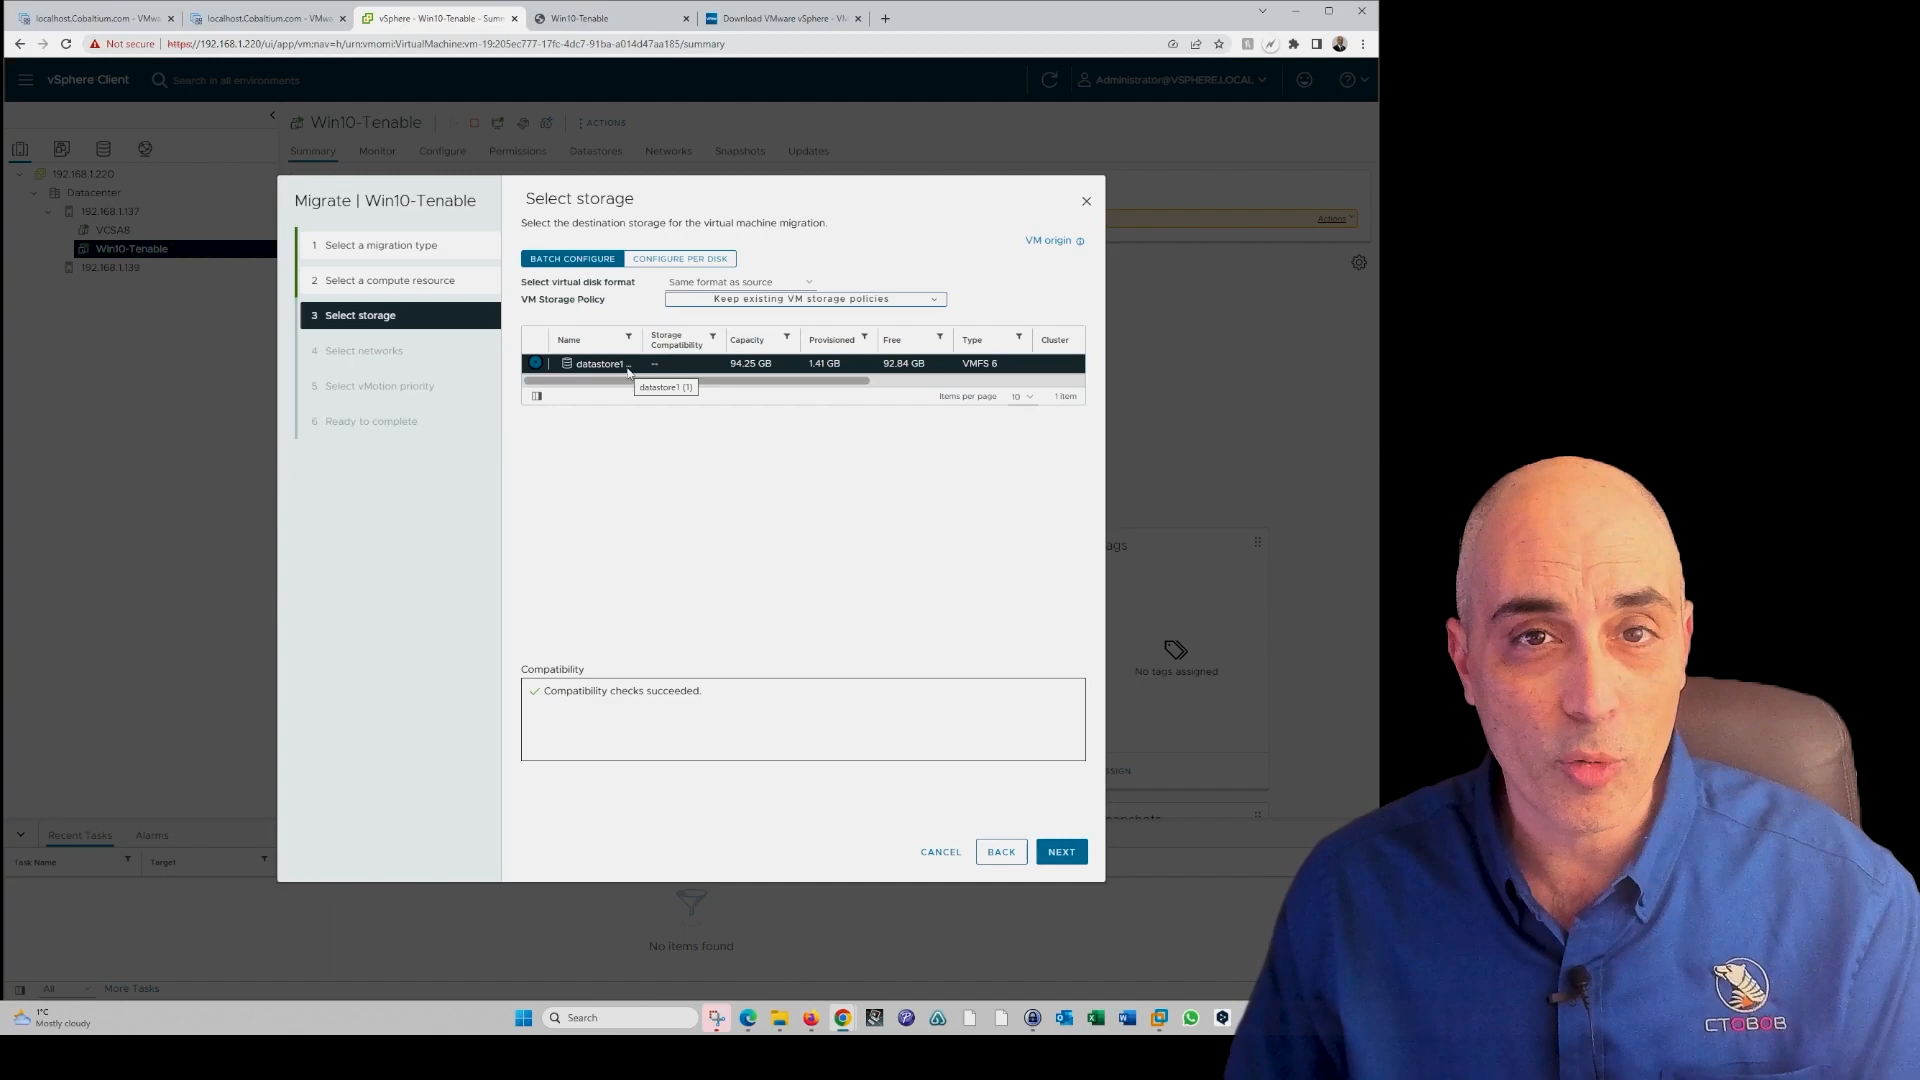 localhost.Cobaltium.com - VMwa
localhost.Cobaltium.com - VMwa
vSphere - Win10-Tenable - Summ
Win10-Tenable
Download VMware vSphere - VM
Not secure
https://192.168.1.220/ui/app/vm;nav=h/urn:vmomi:VirtualMachine:vm-19:205ec777-17fc-4dc7-91ba-a014d47aa185/summary
vSphere Client
Search in all environments
Administrator@VSPHERE.LOCAL
Win10-Tenable
ACTIONS
Summary
Monitor
Configure
Permissions
Datastores
Networks
Snapshots
Updates
192.168.1.220
Datacenter
192.168.1.137
VCSA8
Win10-Tenable
192.168.1.139
Actions
Migrate | Win10-Tenable
1 Select a migration type
2 Select a compute resource
3 Select storage
4 Select networks
5 Select vMotion priority
6 Ready to complete
Select storage
Select the destination storage for the virtual machine migration.
VM origin
BATCH CONFIGURE
CONFIGURE PER DISK
Select virtual disk format
Same format as source
VM Storage Policy
Keep existing VM storage policies
Name
Storage Compatibility
Capacity
Provisioned
Free
Type
Cluster
datastore1 ..
--
94.25 GB
1.41 GB
92.84 GB
VMFS 6
datastore1 (1)
Items per page
10
1 item
Compatibility
Compatibility checks succeeded.
CANCEL
BACK
NEXT
ags
No tags assigned
SSIGN
Recent Tasks
Alarms
Task Name
Target
No items found
All
More Tasks
1°C
Mostly cloudy
Search
CTOBOB